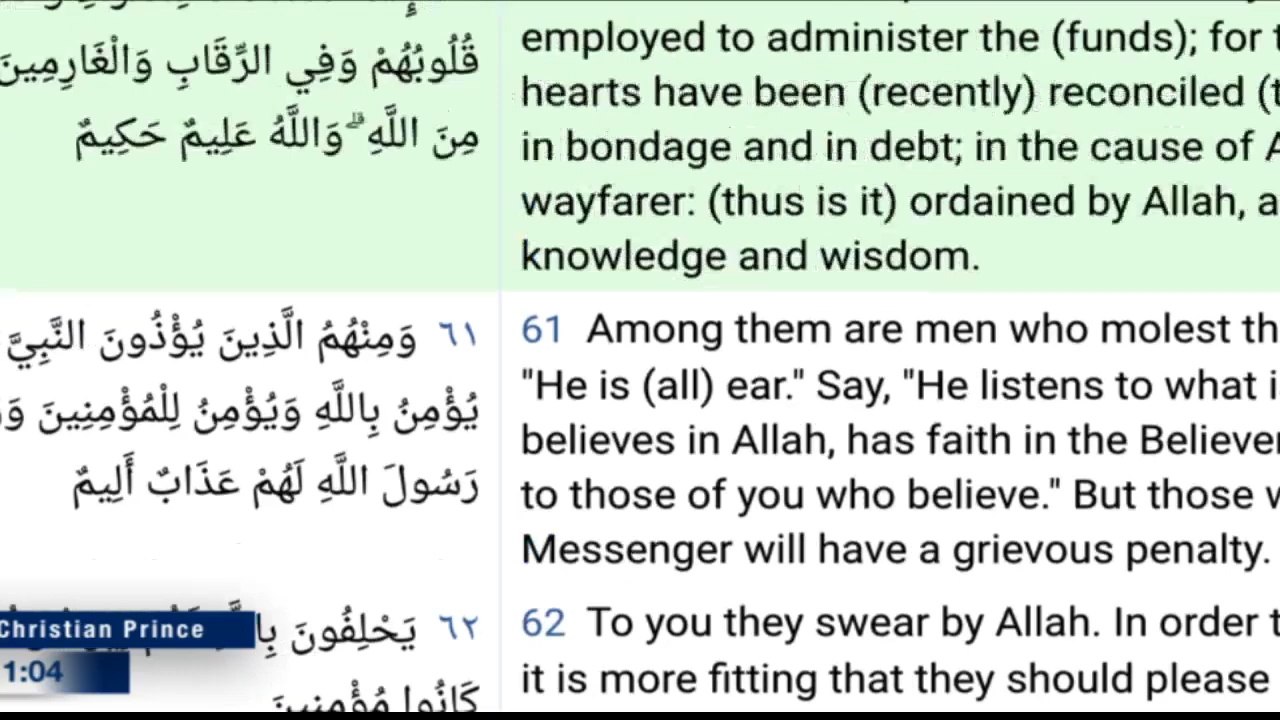 قُلُوبُهُمْ وَفِي الرِّقَابِ وَالْغَارِمِينَ
مِنَ اللَّهِ ۗ وَاللَّهُ عَلِيمٌ حَكِيمٌ
employed to administer the (funds); for
hearts have been (recently) reconciled
in bondage and in debt; in the cause of
wayfarer: (thus is it) ordained by Allah,
knowledge and wisdom.
٦١ وَمِنْهُمُ الَّذِينَ يُؤْذُونَ النَّبِيَّ
يُؤْمِنُ بِاللَّهِ وَيُؤْمِنُ لِلْمُؤْمِنِينَ
رَسُولَ اللَّهِ لَهُمْ عَذَابٌ أَلِيمٌ
61 Among them are men who molest
"He is (all) ear." Say, "He listens to what
believes in Allah, has faith in the
to those of you who believe." But those
Messenger will have a grievous penalty.
٦٢ يَحْلِفُونَ
كَانُوا مُؤْمِنِينَ
62 To you they swear by Allah. In order
it is more fitting that they should please
Christian Prince
1:04